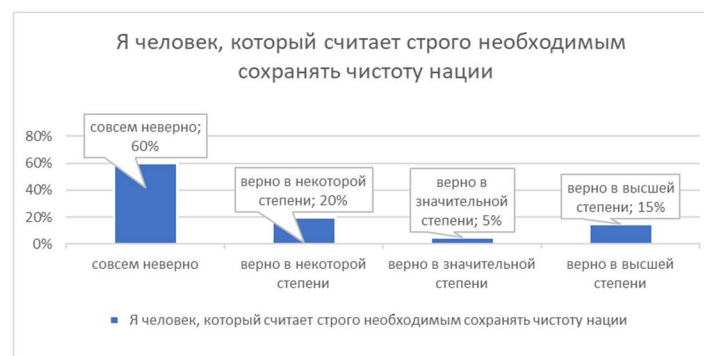 Я человек, который считает строго необходимым
сохранять чистоту нации
совсем неверно;
60%
верно в некоторой
степени; 20%
верно в
значительной
степени; 5%
верно в высшей
степени; 15%
80%
60%
40%
20%
0%
совсем неверно
верно в некоторой
степени
верно в значительной
степени
верно в высшей
степени
Я человек, который считает строго необходимым сохранять чистоту нации